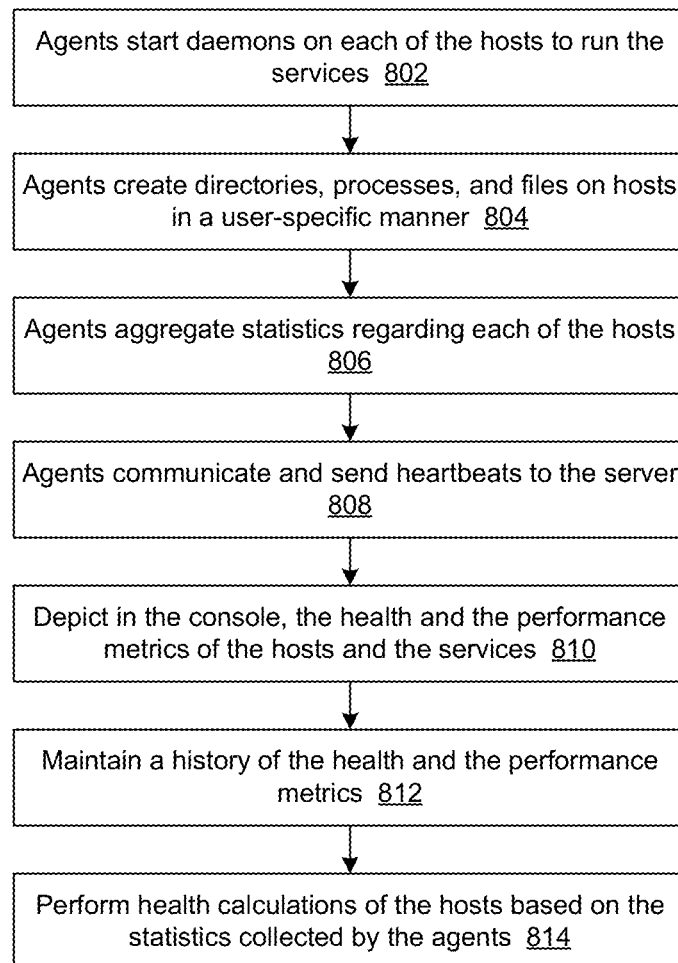 Agents start daemons on each of the hosts to run the
services 802
Agents create directories, processes, and files on hosts
in a user-specific manner 804
Agents aggregate statistics regarding each of the hosts
806
Agents communicate and send heartbeats to the server
808
Depict in the console, the health and the performance
metrics of the hosts and the services 810
Maintain a history of the health and the performance
metrics 812
Perform health calculations of the hosts based on the
statistics collected by the agents 814